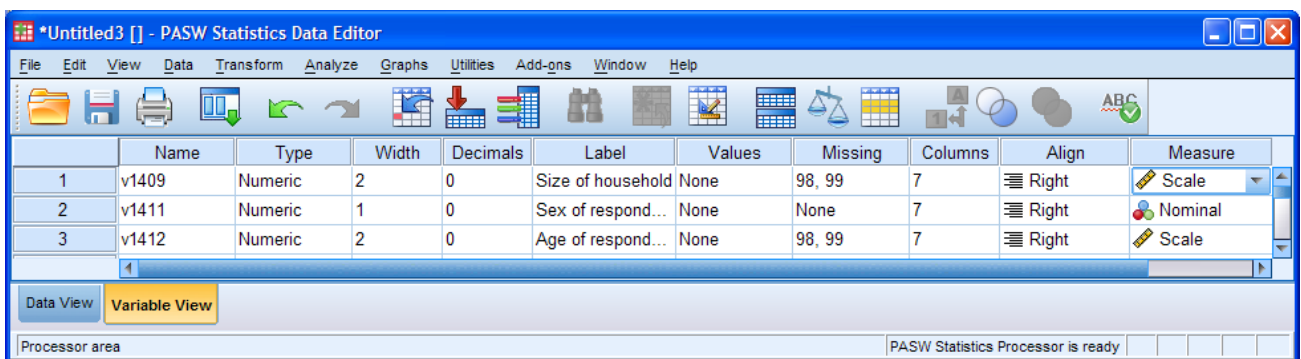 *Untitled3 [] - PASW Statistics Data Editor
File Edit View Data Transform Analyze Graphs Utilities Add-ons Window Help
A
1
ABC
Name Type Width Decimals Label Values Missing Columns Align Measure
1 v1409 Numeric 2 0 Size of household None 98, 99 7 Right Scale
2 v1411 Numeric 1 0 Sex of respond... None None 7 Right Nominal
3 v1412 Numeric 2 0 Age of respond... None 98, 99 7 Right Scale
Data View Variable View
Processor area PASW Statistics Processor is ready